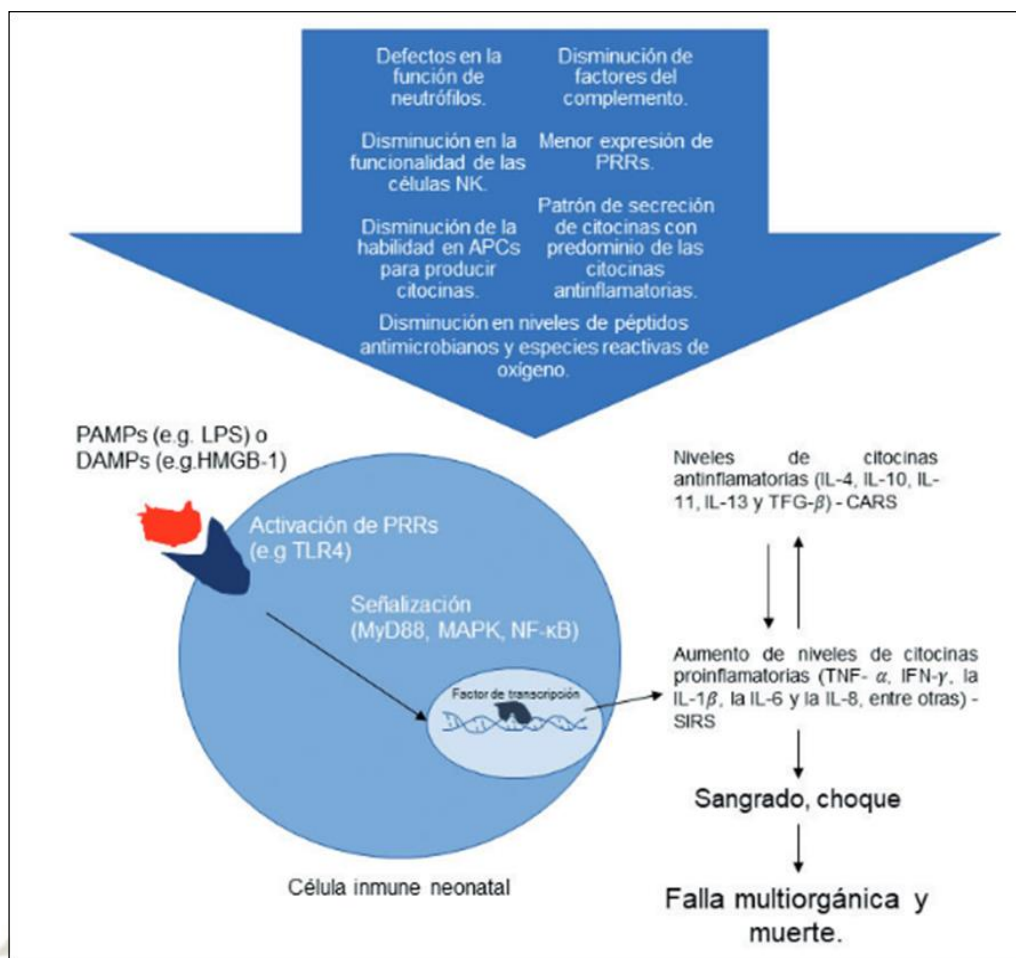 Defectos en la
función de
neutrófilos.
Disminución de
factores del
complemento.
Disminución en la
funcionalidad de las
células NK.
Menor expresión de
PRRs.
Disminución de la
habilidad en APCs
para producir
citocinas.
Patrón de secreción
de citocinas con
predominio de las
citocinas
antinflamatorias.
Disminución en niveles de péptidos
antimicrobianos y especies reactivas de
oxígeno.
PAMPs (e.g. LPS) o
DAMPs (e.g.HMGB-1)
Activación de PRRs
(e.g TLR4)
Señalización
(MyD88, MAPK, NF-κB)
Factor de transcripción
Célula inmune neonatal
Niveles de citocinas
antinflamatorias (IL-4, IL-10, IL-
11, IL-13 y TFG-β) - CARS
Aumento de niveles de citocinas
proinflamatorias (TNF- α, IFN-γ, la
IL-1β, la IL-6 y la IL-8, entre otras) -
SIRS
Sangrado, choque
Falla multiorgánica y
muerte.